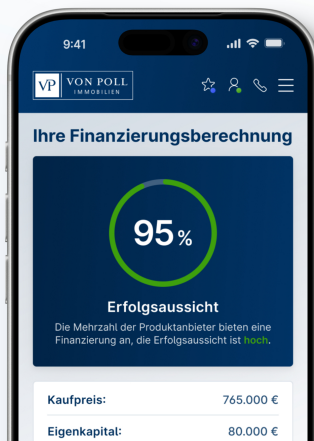 9:41
VP VON POLL
IMMOBILIEN
Ihre Finanzierungsberechnung
95%
Erfolgsaussicht
Die Mehrzahl der Produktanbieter bieten eine
Finanzierung an, die Erfolgsaussicht ist hoch.
Kaufpreis: 765.000 €
Eigenkapital: 80.000 €